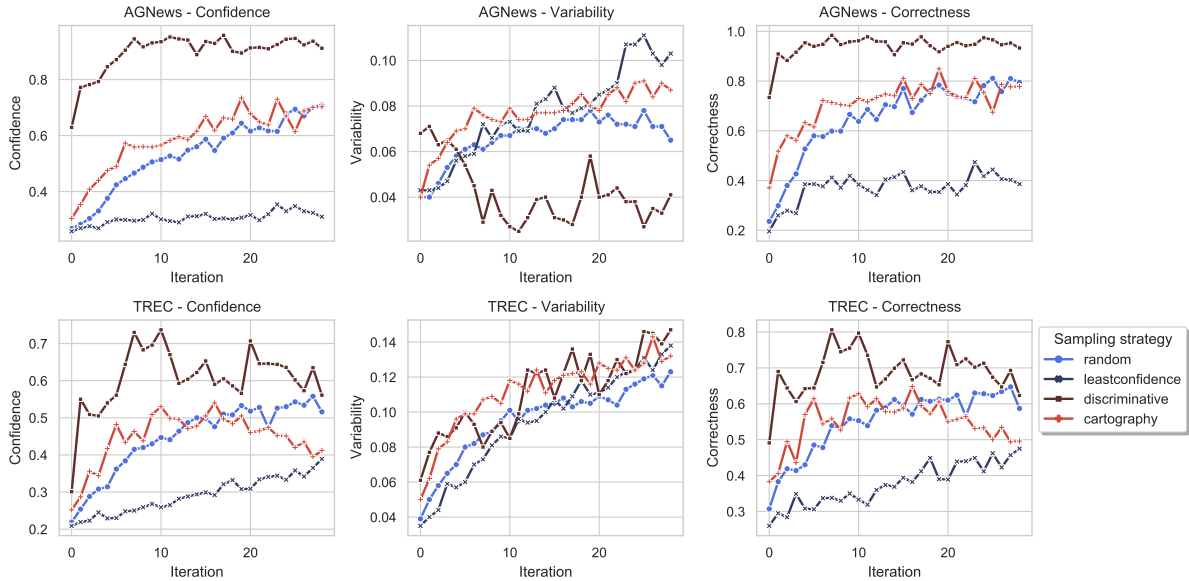 AGNews - Confidence
AGNews - Variability
AGNews - Correctness
Confidence
0.8
0.6
0.4
0 10 20
Iteration
Variability
0.10
0.08
0.06
0.04
0 10 20
Iteration
Correctness
1.0
0.8
0.6
0.4
0.2
0 10 20
Iteration
TREC - Confidence
TREC - Variability
TREC - Correctness
Confidence
0.7
0.6
0.5
0.4
0.3
0.2
0 10 20
Iteration
Variability
0.14
0.12
0.10
0.08
0.06
0.04
0 10 20
Iteration
Correctness
0.8
0.7
0.6
0.5
0.4
0.3
0 10 20
Iteration
Sampling strategy
random
leastconfidence
discriminative
cartography